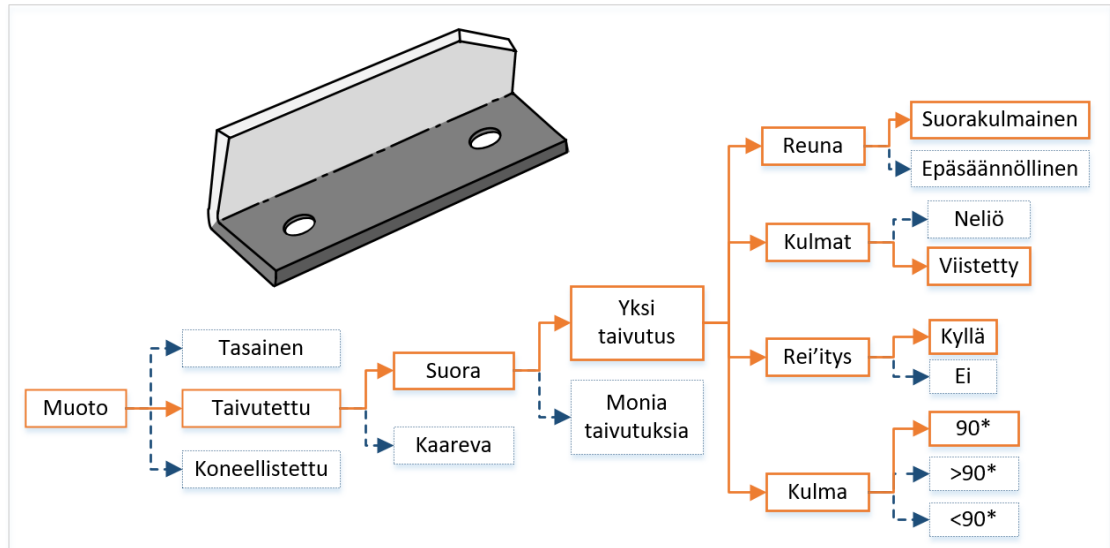 Muoto
Tasainen
Taivutettu
Koneellistettu
Suora
Kaareva
Yksi
taivutus
Monia
taivutuksia
Reuna
Suorakulmainen
Epäsäännöllinen
Kulmat
Neliö
Viistetty
Rei'itys
Kyllä
Ei
Kulma
90*
>90*
<90*